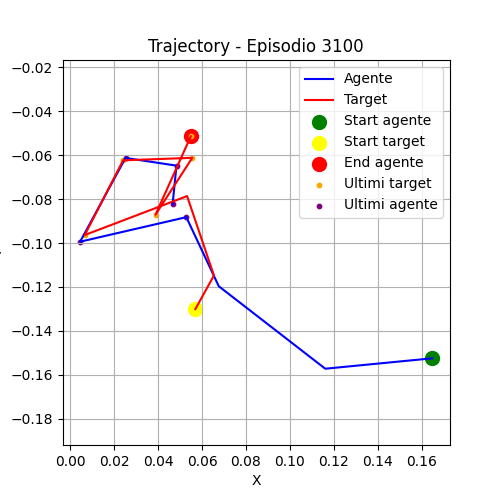 Trajectory - Episodio 3100
Agente
Target
Start agente
Start target
End agente
Ultimi target
Ultimi agente
−0.02
−0.04
−0.06
−0.08
−0.10
−0.12
−0.14
−0.16
−0.18
0.00 0.02 0.04 0.06 0.08 0.10 0.12 0.14 0.16
X